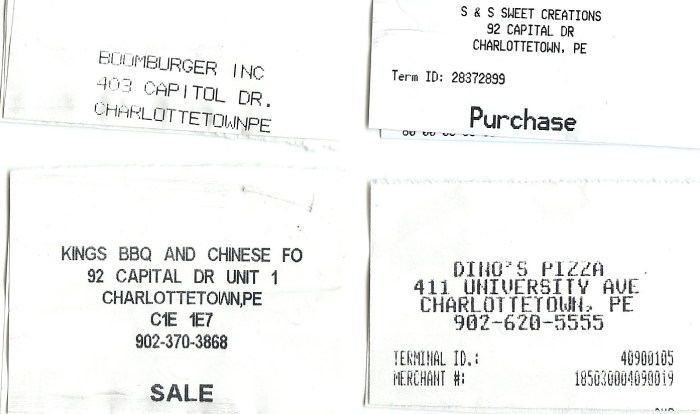 BOOMBURGER INC
403 CAPITOL DR.
CHARLOTTETOWNPE
S & S SWEET CREATIONS
92 CAPITAL DR
CHARLOTTETOWN, PE
Term ID: 28372899
Purchase
KINGS BBQ AND CHINESE FO
92 CAPITAL DR UNIT 1
CHARLOTTETOWN,PE
C1E 1E7
902-370-3868
SALE
DINO'S PIZZA
411 UNIVERSITY AVE
CHARLOTTETOWN, PE
902-620-5555
TERMINAL ID.: 40900105
MERCHANT #: 185030004090019